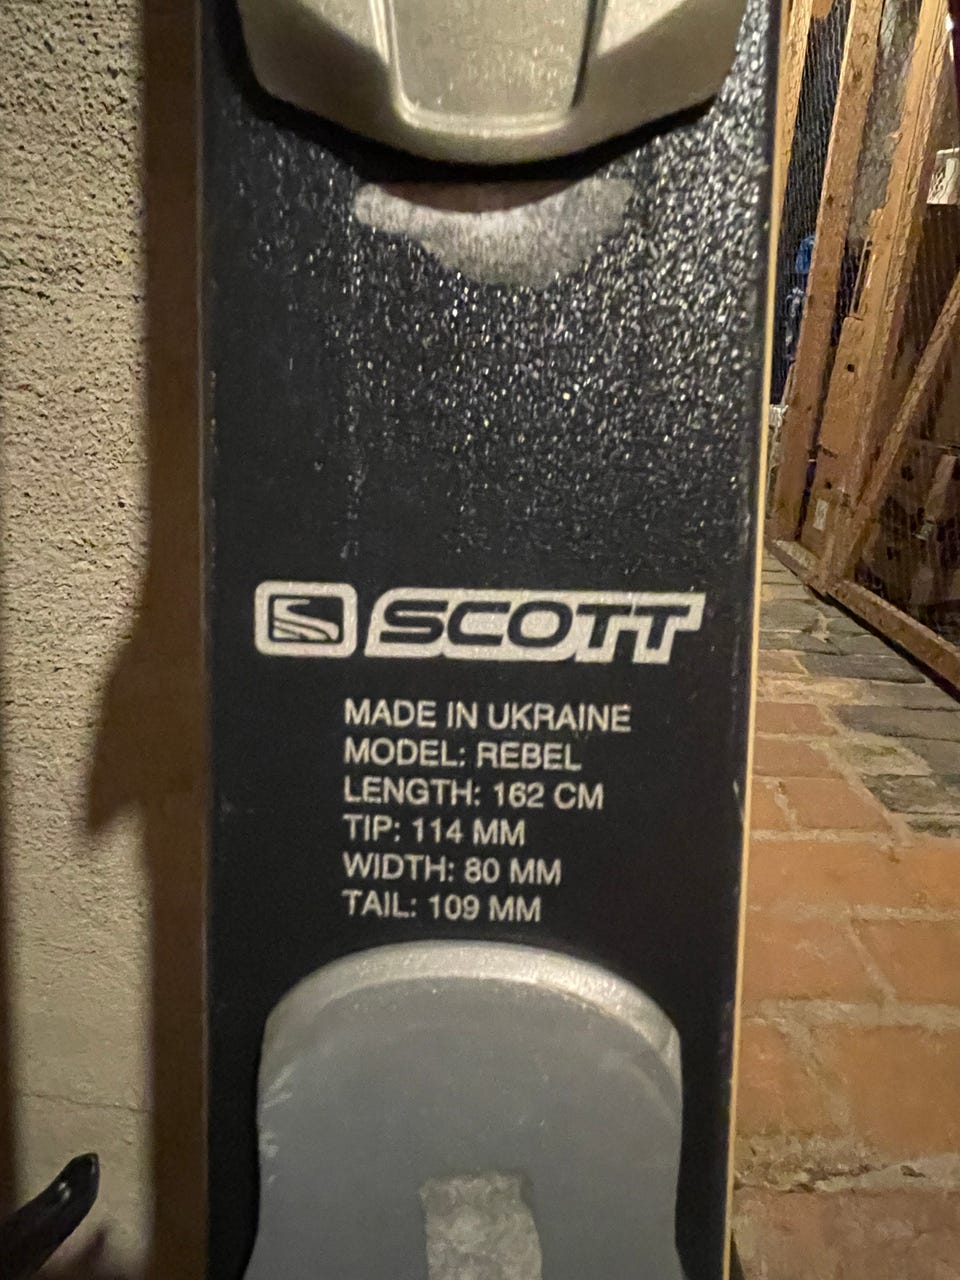 SCOTT
MADE IN UKRAINE
MODEL: REBEL
LENGTH: 162 CM
TIP: 114 MM
WIDTH: 80 MM
TAIL: 109 MM